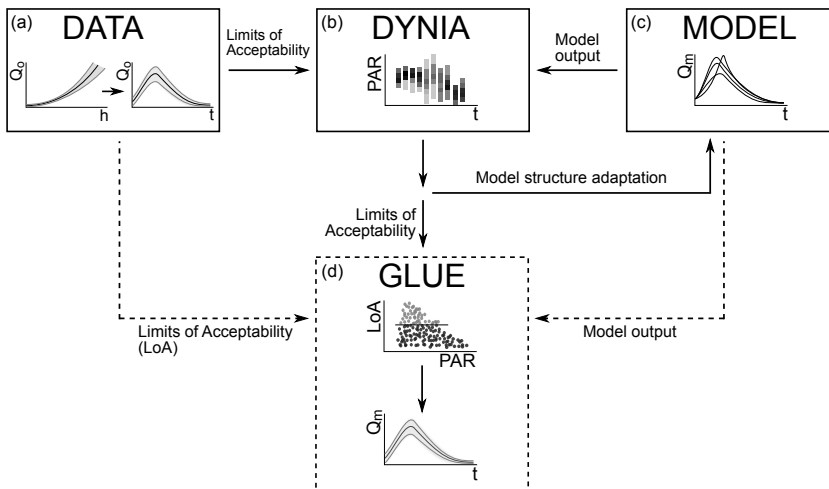 (a) DATA
Qo
h
Qo
t
Limits of
Acceptability
(b) DYNIA
PAR
t
Model
output
(c) MODEL
Qm
t
Model structure adaptation
Limits of
Acceptability
(d) GLUE
LoA
PAR
Qm
t
Limits of Acceptability
(LoA)
Model output